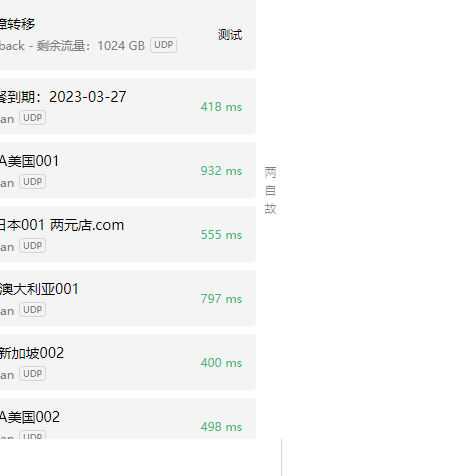 障转移
back - 剩余流量：1024 GB UDP
测试
餐到期：2023-03-27
an UDP
418 ms
A美国001
an UDP
932 ms
日本001 两元店.com
an UDP
555 ms
澳大利亚001
an UDP
797 ms
新加坡002
an UDP
400 ms
A美国002
an UDP
498 ms
两
自
故